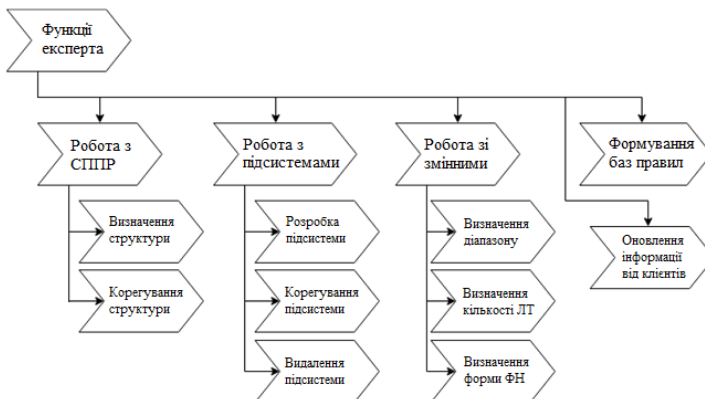 Функції
експерта
Робота з
СППР
Робота з
підсистемами
Робота зі
змінними
Формування
баз правил
Визначення
структури
Розробка
підсистеми
Визначення
діапазону
Оновлення
інформації
від клієнтів
Корегування
структури
Корегування
підсистеми
Визначення
кількості ЛТ
Видалення
підсистеми
Визначення
форми ФН